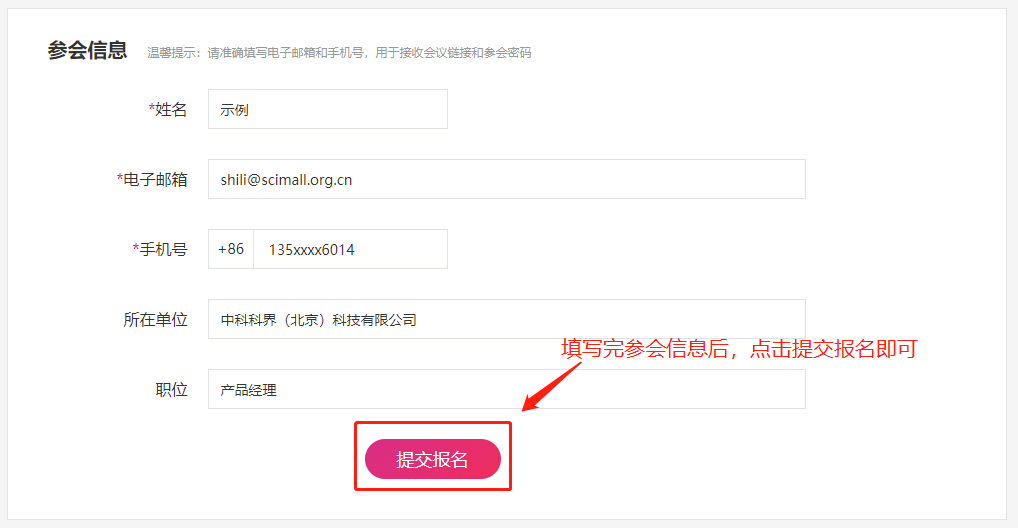 参会信息 温馨提示：请准确填写电子邮箱和手机号，用于接收会议链接和参会密码
*姓名 示例
*电子邮箱 shili@scimall.org.cn
*手机号 +86 135xxxx6014
所在单位 中科科界（北京）科技有限公司
填写完参会信息后，点击提交报名即可
职位 产品经理
提交报名